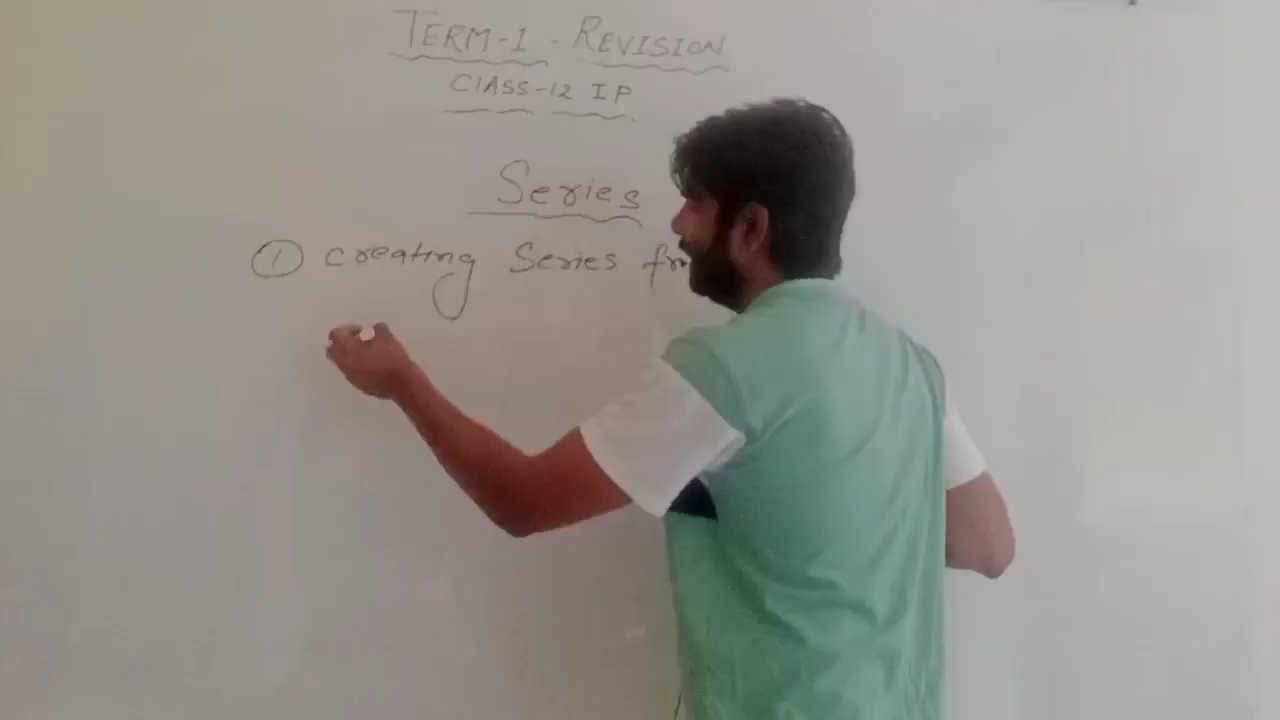 TERM-1 - REVISION
CLASS-12 IP
Series
① creating Series